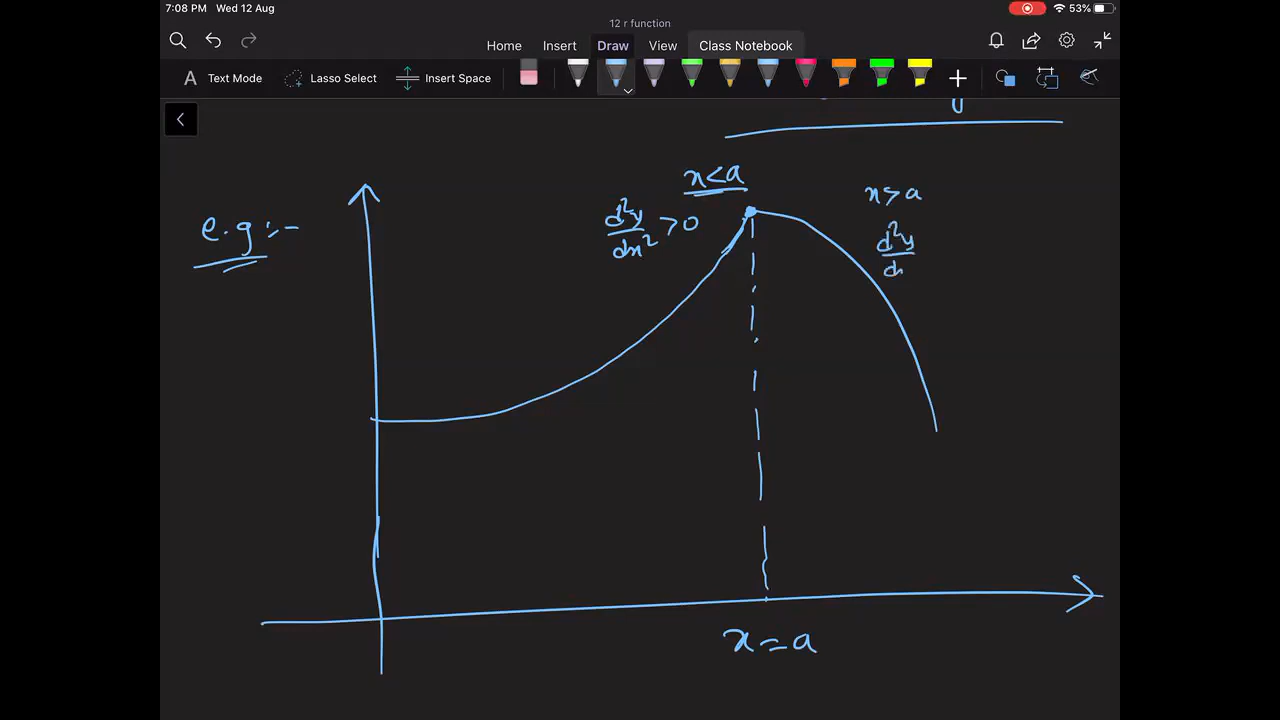 7:08 PM Wed 12 Aug
53%
12 r function
Home Insert Draw View Class Notebook
A Text Mode Lasso Select Insert Space
e.g :-
x<a
d²y/dx² > 0
x>a
d²y/d
x=a